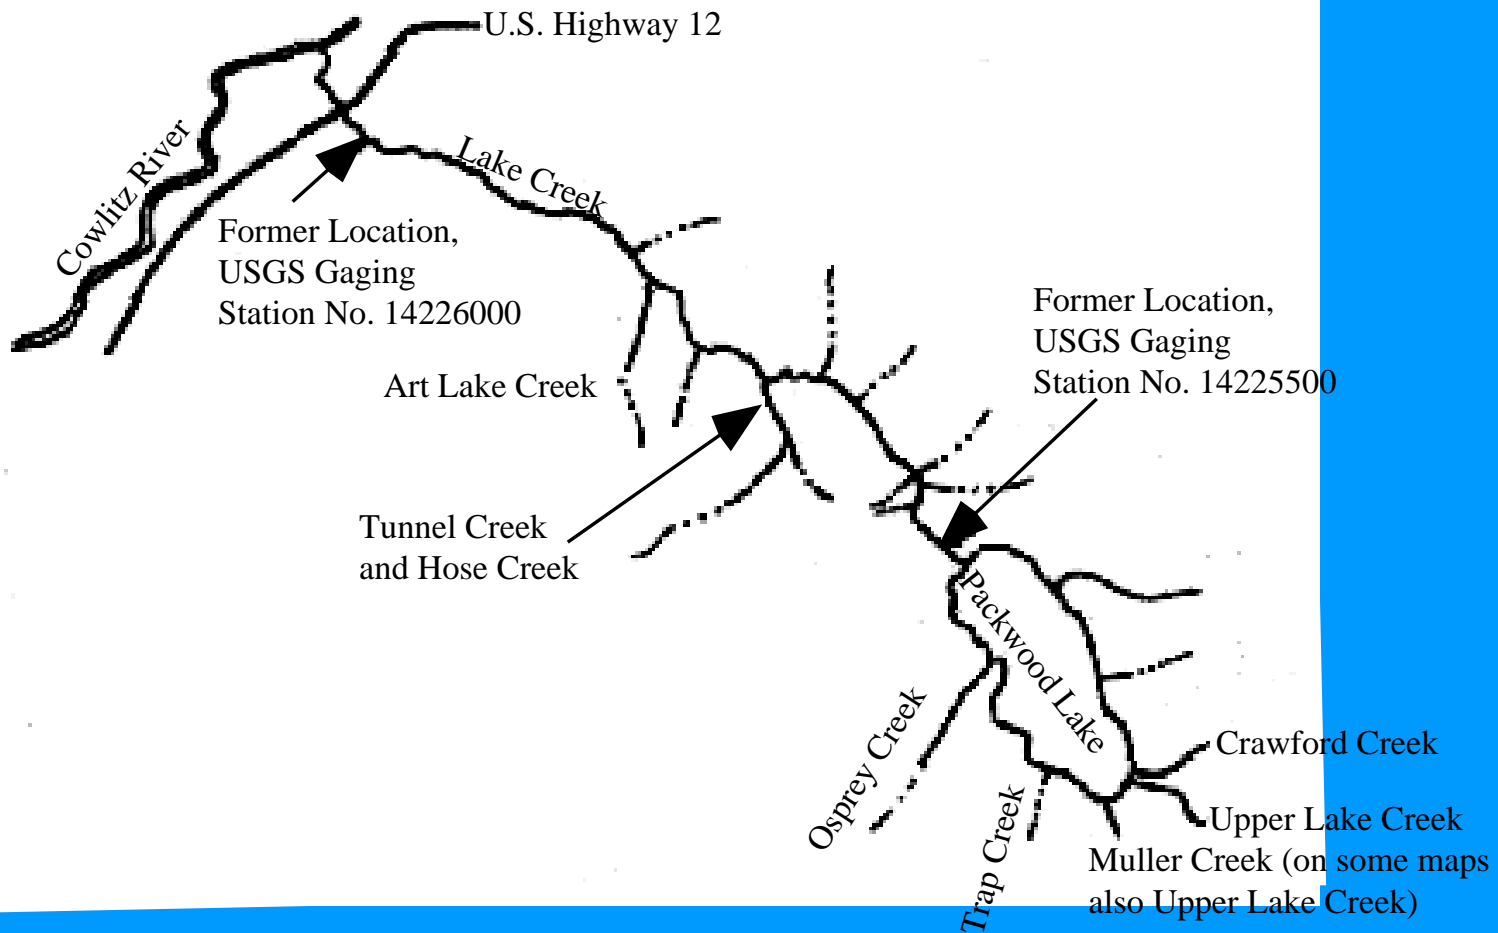 U.S. Highway 12
Cowlitz River
Lake Creek
Former Location,
USGS Gaging
Station No. 14226000
Former Location,
USGS Gaging
Station No. 14225500
Art Lake Creek
Tunnel Creek
and Hose Creek
Packwood Lake
Osprey Creek
Crawford Creek
Trap Creek
Upper Lake Creek
Muller Creek (on some maps
also Upper Lake Creek)